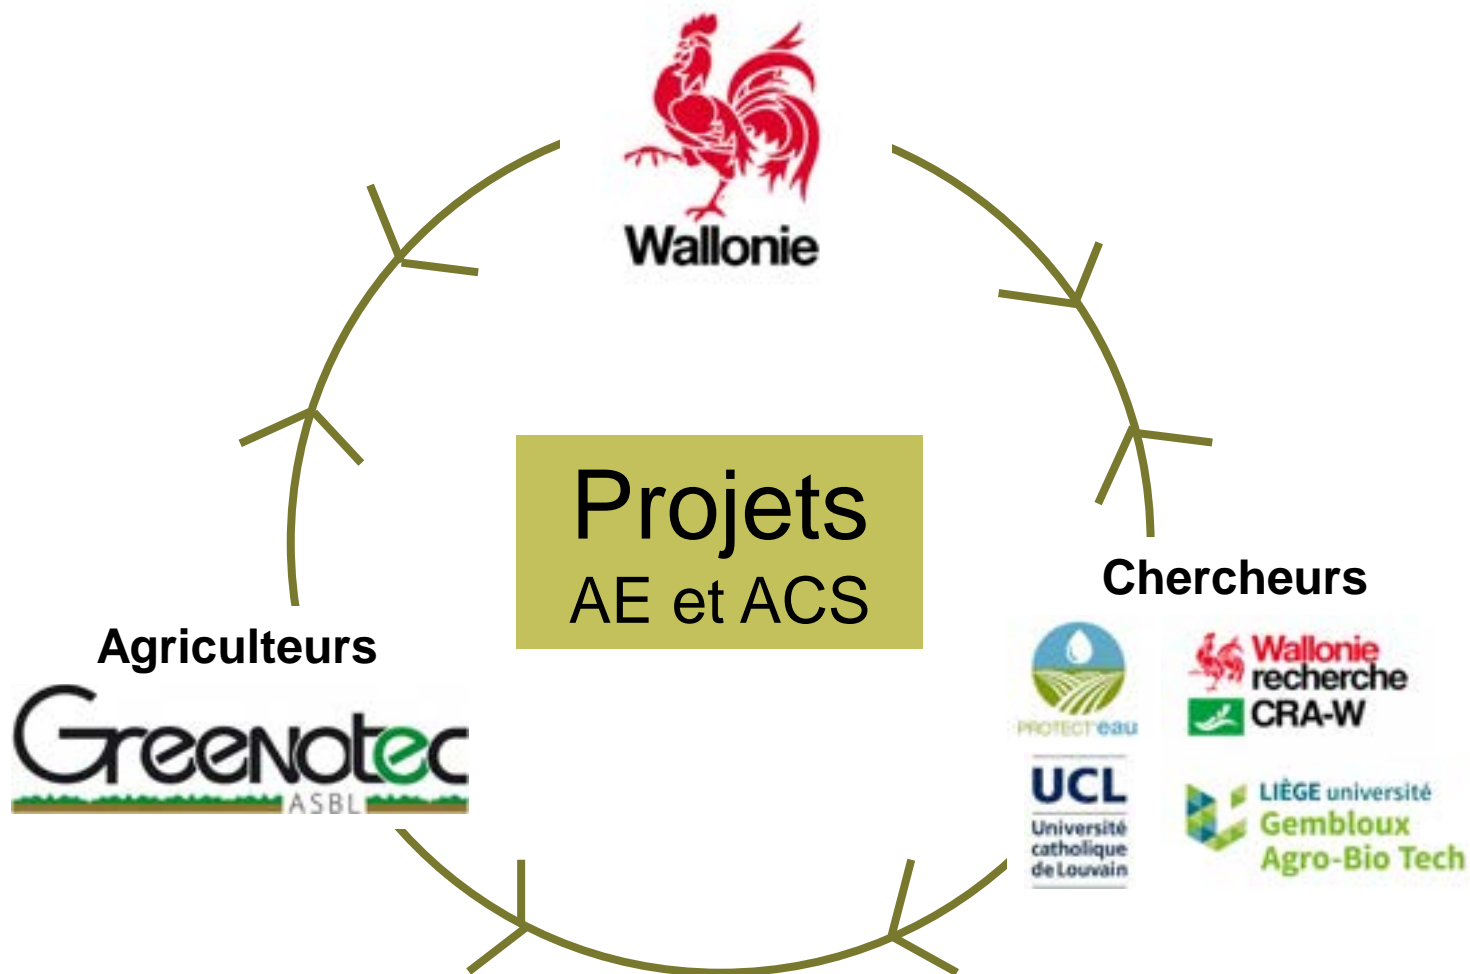 Wallonie
Projets
AE et ACS
Chercheurs
Agriculteurs
PROTECT'eau
Wallonie
recherche
CRA-W
Greenotec
ASBL
UCL
Université
catholique
de Louvain
LIÈGE université
Gembloux
Agro-Bio Tech